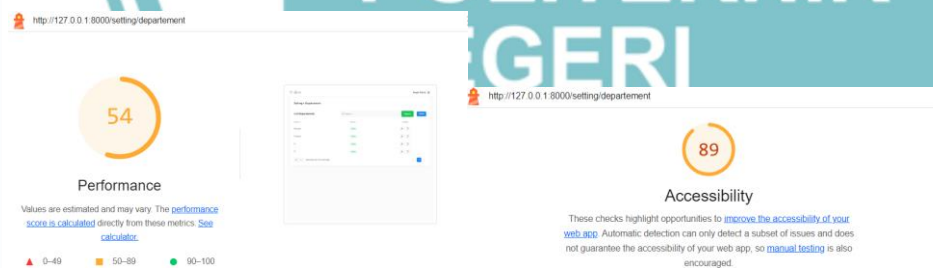 http://127.0.0.1:8000/setting/departement
54
Performance
Values are estimated and may vary. The performance
score is calculated directly from these metrics. See
calculator.
0–49 50–89 90–100
EGERI
http://127.0.0.1:8000/setting/departement
89
Accessibility
These checks highlight opportunities to improve the accessibility of your
web app. Automatic detection can only detect a subset of issues and does
not guarantee the accessibility of your web app, so manual testing is also
encouraged.